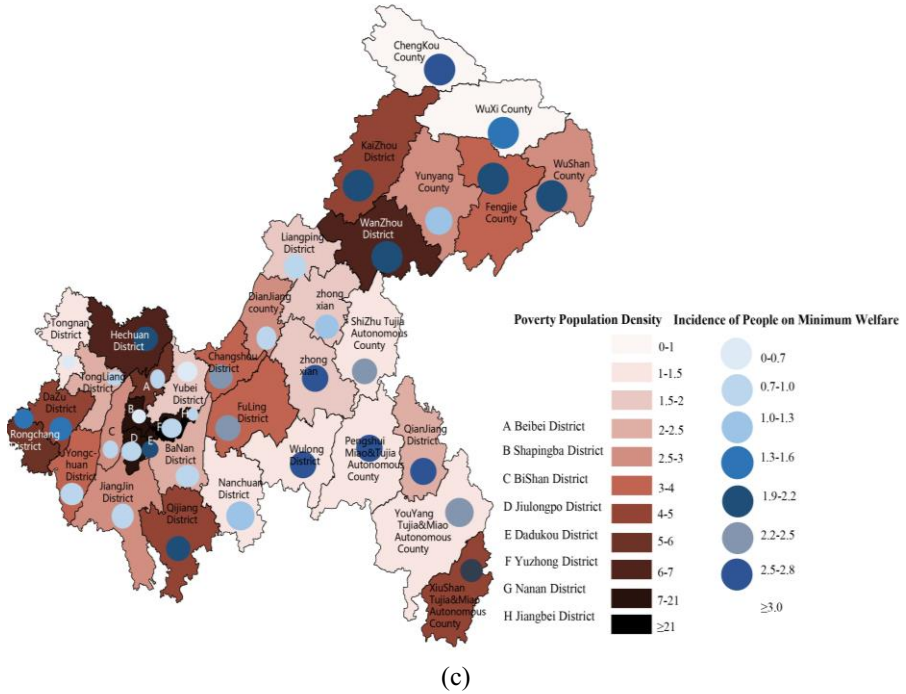 ChengKou
County
WuXi County
KaiZhou
District
WuShan
County
Yunyang
County
Fengjie
County
WanZhou
District
Liangping
District
DianJiang
county
zhong
xian
ShiZhu Tujia
Autonomous
County
Tongnan
District
Hechuan
District
Changshou
District
zhong
xian
TongLiang
District
A
Yubei
District
DaZu
District
B
H
F
FuLing
District
QianJiang
District
Rongchang
District
C
D
E
BaNan
District
Wulong
District
Pengshui
Miao&Tujia
Autonomous
County
Yongc-
huan
District
JiangJin
District
Nanchuan
District
Qijiang
District
YouYang
Tujia&Miao
Autonomous
County
XiuShan
Tujia&Miao
Autonomous
County
Poverty Population Density
0-1
1-1.5
1.5-2
2-2.5
2.5-3
3-4
4-5
5-6
6-7
7-21
≥21
Incidence of People on Minimum Welfare
0-0.7
0.7-1.0
1.0-1.3
1.3-1.6
1.9-2.2
2.2-2.5
2.5-2.8
≥3.0
A Beibei District
B Shapingba District
C BiShan District
D Jiulongpo District
E Dadukou District
F Yuzhong District
G Nanan District
H Jiangbei District
(c)